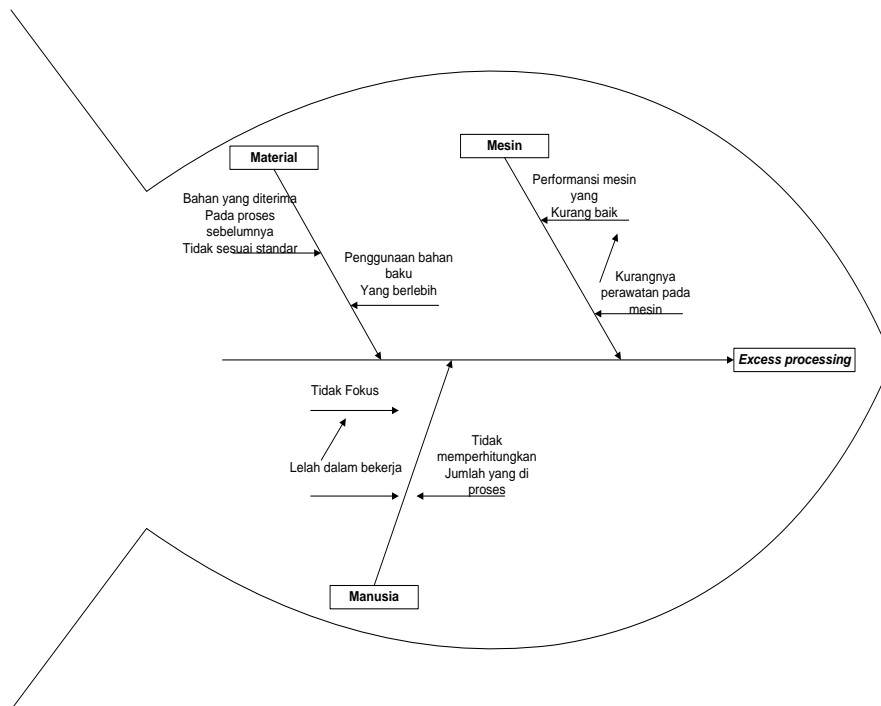 Material
Bahan yang diterima
Pada proses
sebelumnya
Tidak sesuai standar
Penggunaan bahan
baku
Yang berlebih
Mesin
Performansi mesin
yang
Kurang baik
Kurangnya
perawatan pada
mesin
Excess processing
Tidak Fokus
Lelah dalam bekerja
Tidak
memperhitungkan
Jumlah yang di
proses
Manusia